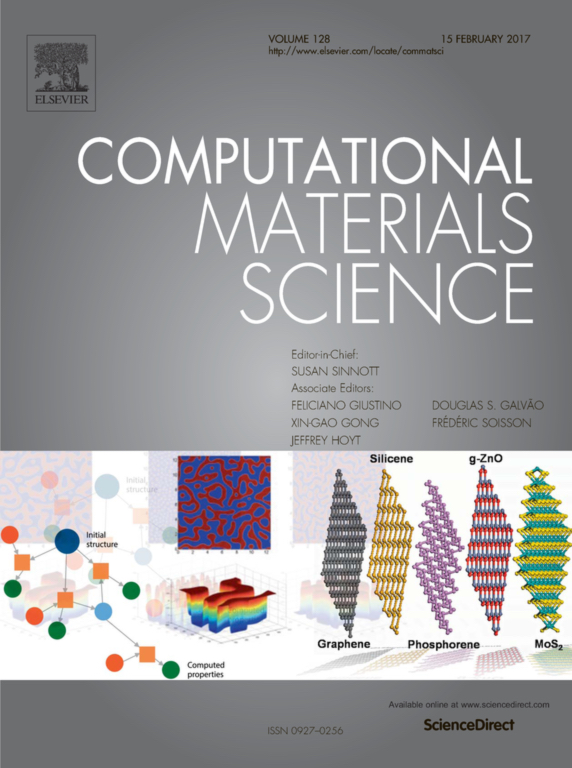 VOLUME 128
15 FEBRUARY 2017
http://www.elsevier.com/locate/commatsci
ELSEVIER
COMPUTATIONAL
MATERIALS
SCIENCE
Editor-in-Chief:
SUSAN SINNOTT
Associate Editors:
FELICIANO GIUSTINO
DOUGLAS S. GALVÃO
XIN-GAO GONG
FRÉDÉRIC SOISSON
JEFFREY HOYT
Initial
structure
Initial
structure
Computed
properties
Silicene
g-ZnO
Graphene
Phosphorene
MoS₂
Available online at www.sciencedirect.com
ScienceDirect
ISSN 0927-0256